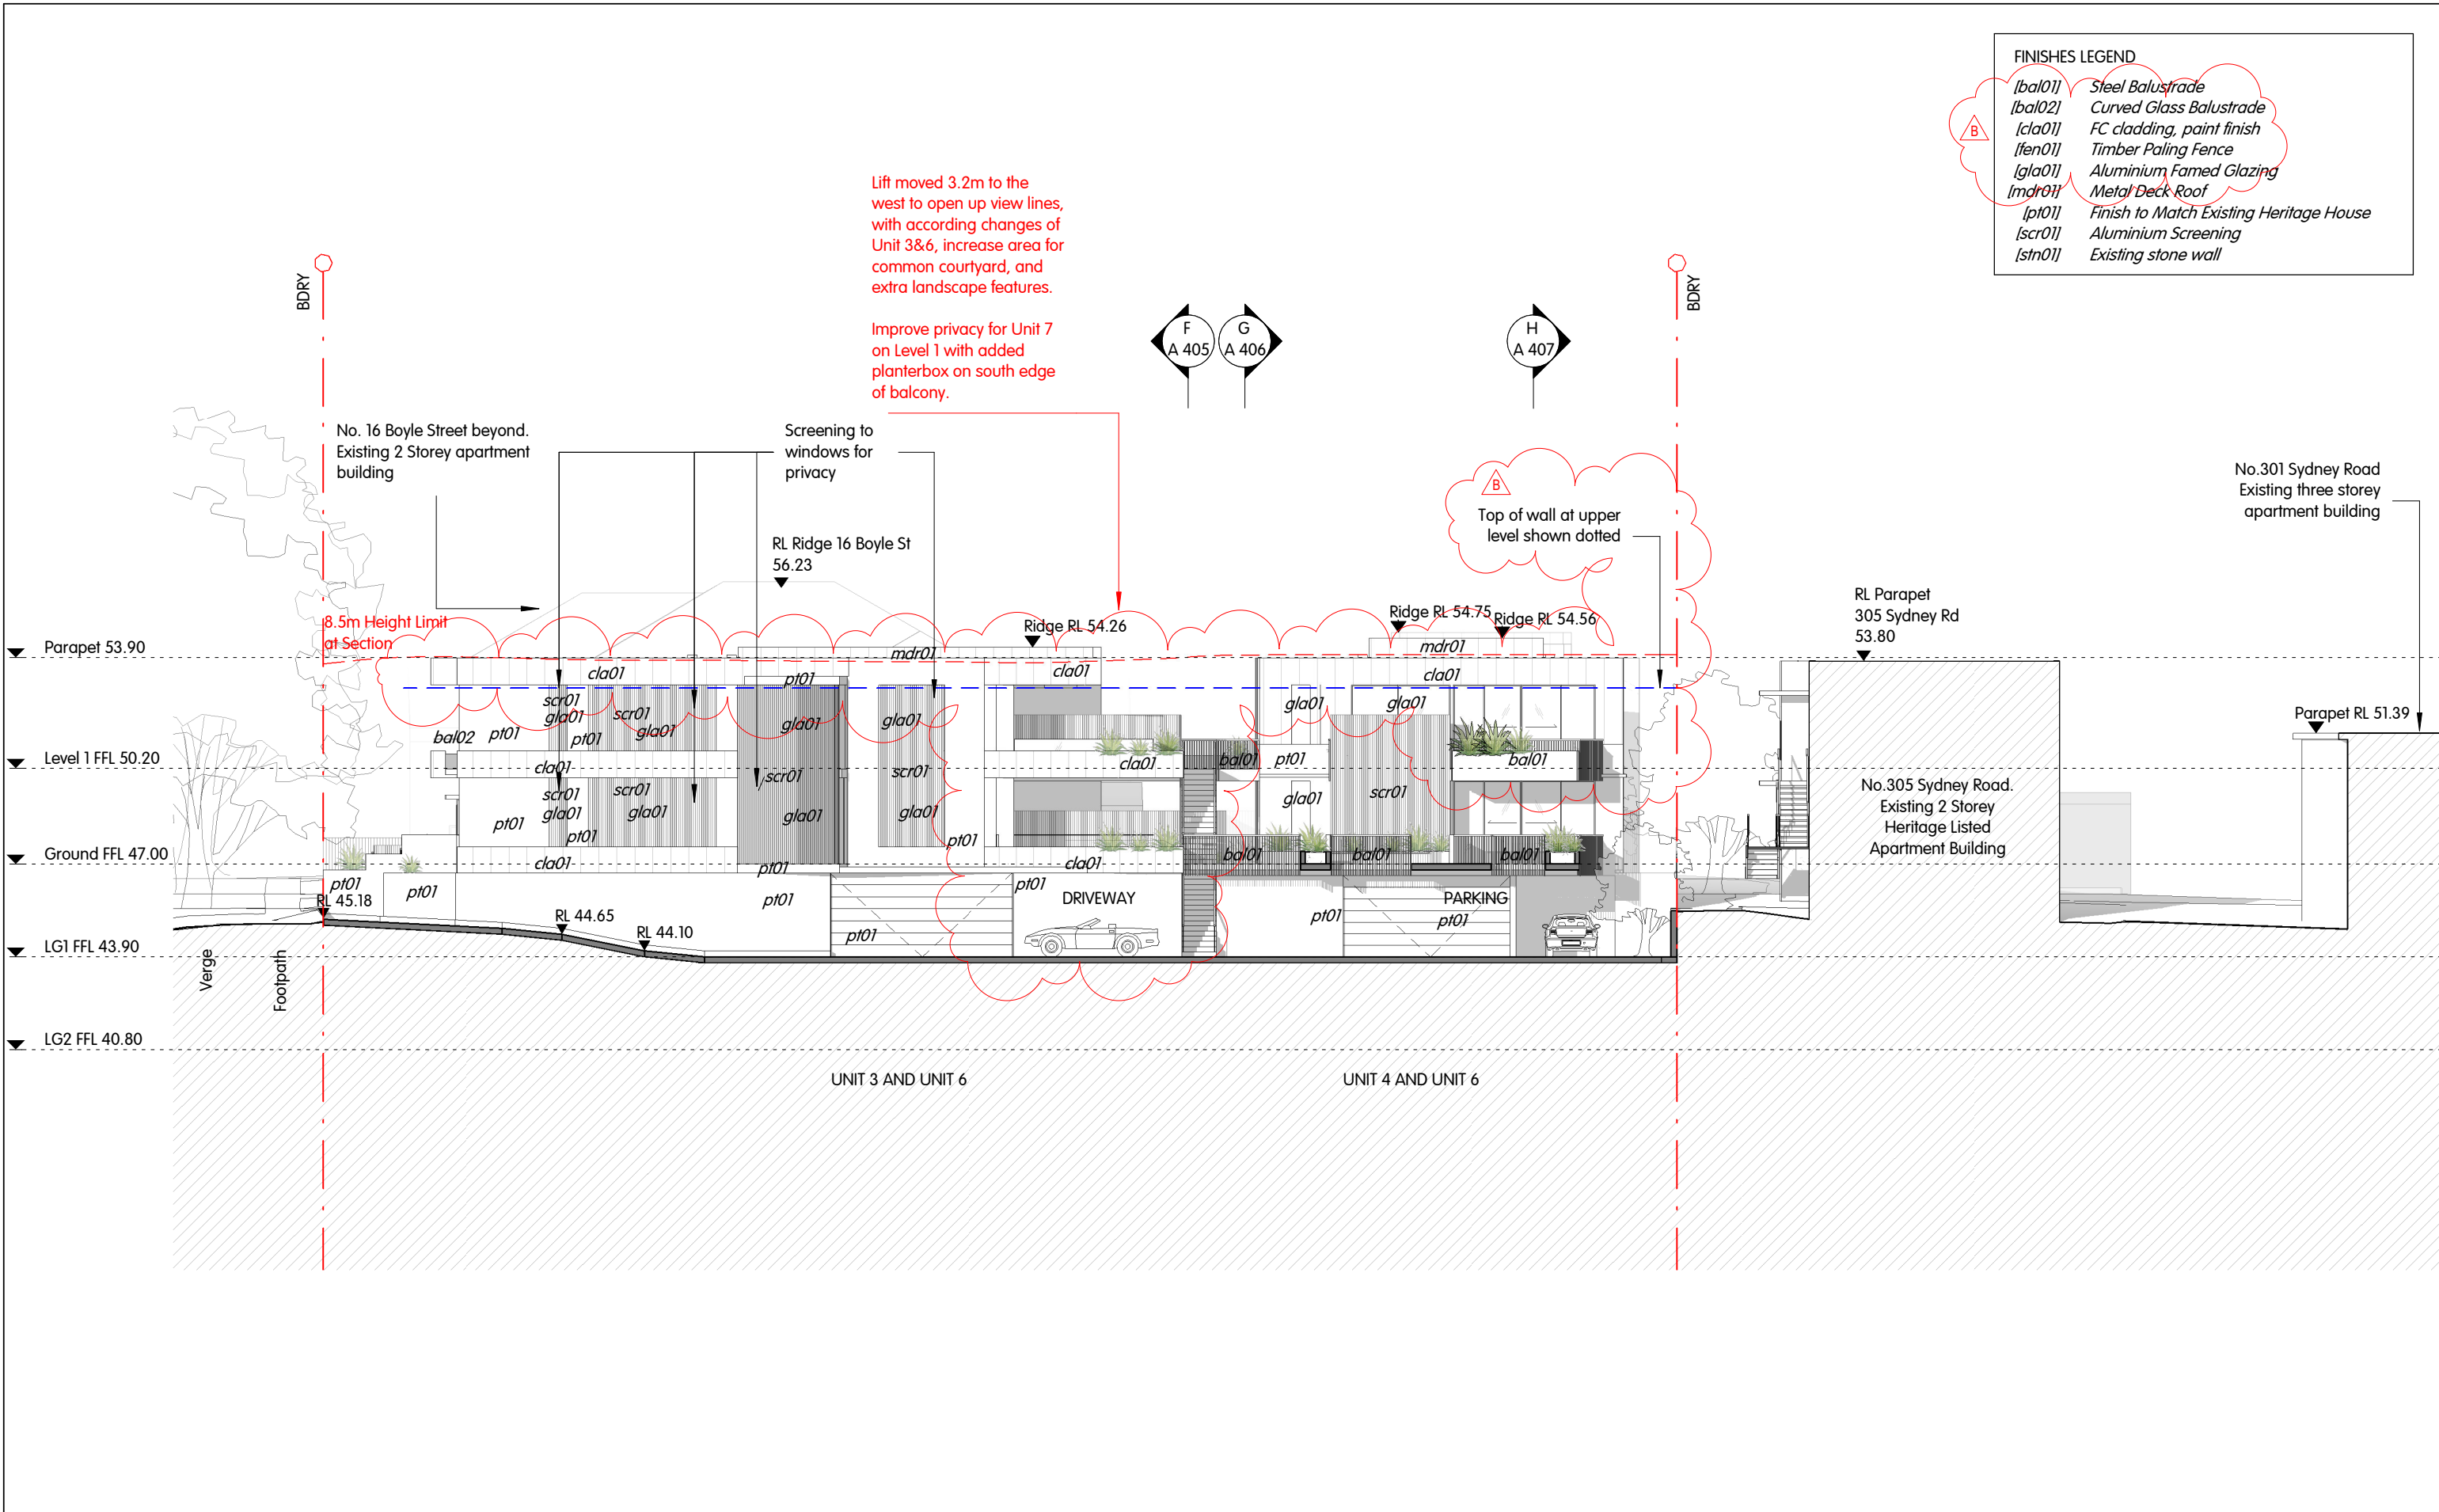 FINISHES LEGEND
[bal01] Steel Balustrade
[bal02] Curved Glass Balustrade
[cla01] FC cladding, paint finish
[fen01] Timber Paling Fence
[gla01] Aluminium Famed Glazing
[mdr01] Metal Deck Roof
[pt01] Finish to Match Existing Heritage House
[scr01] Aluminium Screening
[stn01] Existing stone wall
B
Lift moved 3.2m to the
west to open up view lines,
with according changes of
Unit 3&6, increase area for
common courtyard, and
extra landscape features.
Improve privacy for Unit 7
on Level 1 with added
planterbox on south edge
of balcony.
BDRY
BDRY
F
A 405
G
A 406
H
A 407
No. 16 Boyle Street beyond.
Existing 2 Storey apartment
building
Screening to
windows for
privacy
B
Top of wall at upper
level shown dotted
No.301 Sydney Road
Existing three storey
apartment building
RL Ridge 16 Boyle St
56.23
RL Parapet
305 Sydney Rd
53.80
8.5m Height Limit
at Section
Ridge RL 54.26
Ridge RL 54.75
Ridge RL 54.56
Parapet 53.90
mdr01
mdr01
cla01
pt01
cla01
cla01
scr01
gla01
scr01
gla01
gla01
gla01
gla01
gla01
bal02
pt01
pt01
Parapet RL 51.39
Level 1 FFL 50.20
cla01
scr01
scr01
cla01
bal01
pt01
bal01
scr01
gla01
scr01
gla01
gla01
gla01
gla01
scr01
pt01
pt01
pt01
No.305 Sydney Road.
Existing 2 Storey
Heritage Listed
Apartment Building
Ground FFL 47.00
cla01
pt01
cla01
bal01
bal01
bal01
pt01
pt01
pt01
pt01
DRIVEWAY
PARKING
RL 45.18
RL 44.65
RL 44.10
pt01
pt01
pt01
LG1 FFL 43.90
Verge
Footpath
LG2 FFL 40.80
UNIT 3 AND UNIT 6
UNIT 4 AND UNIT 6